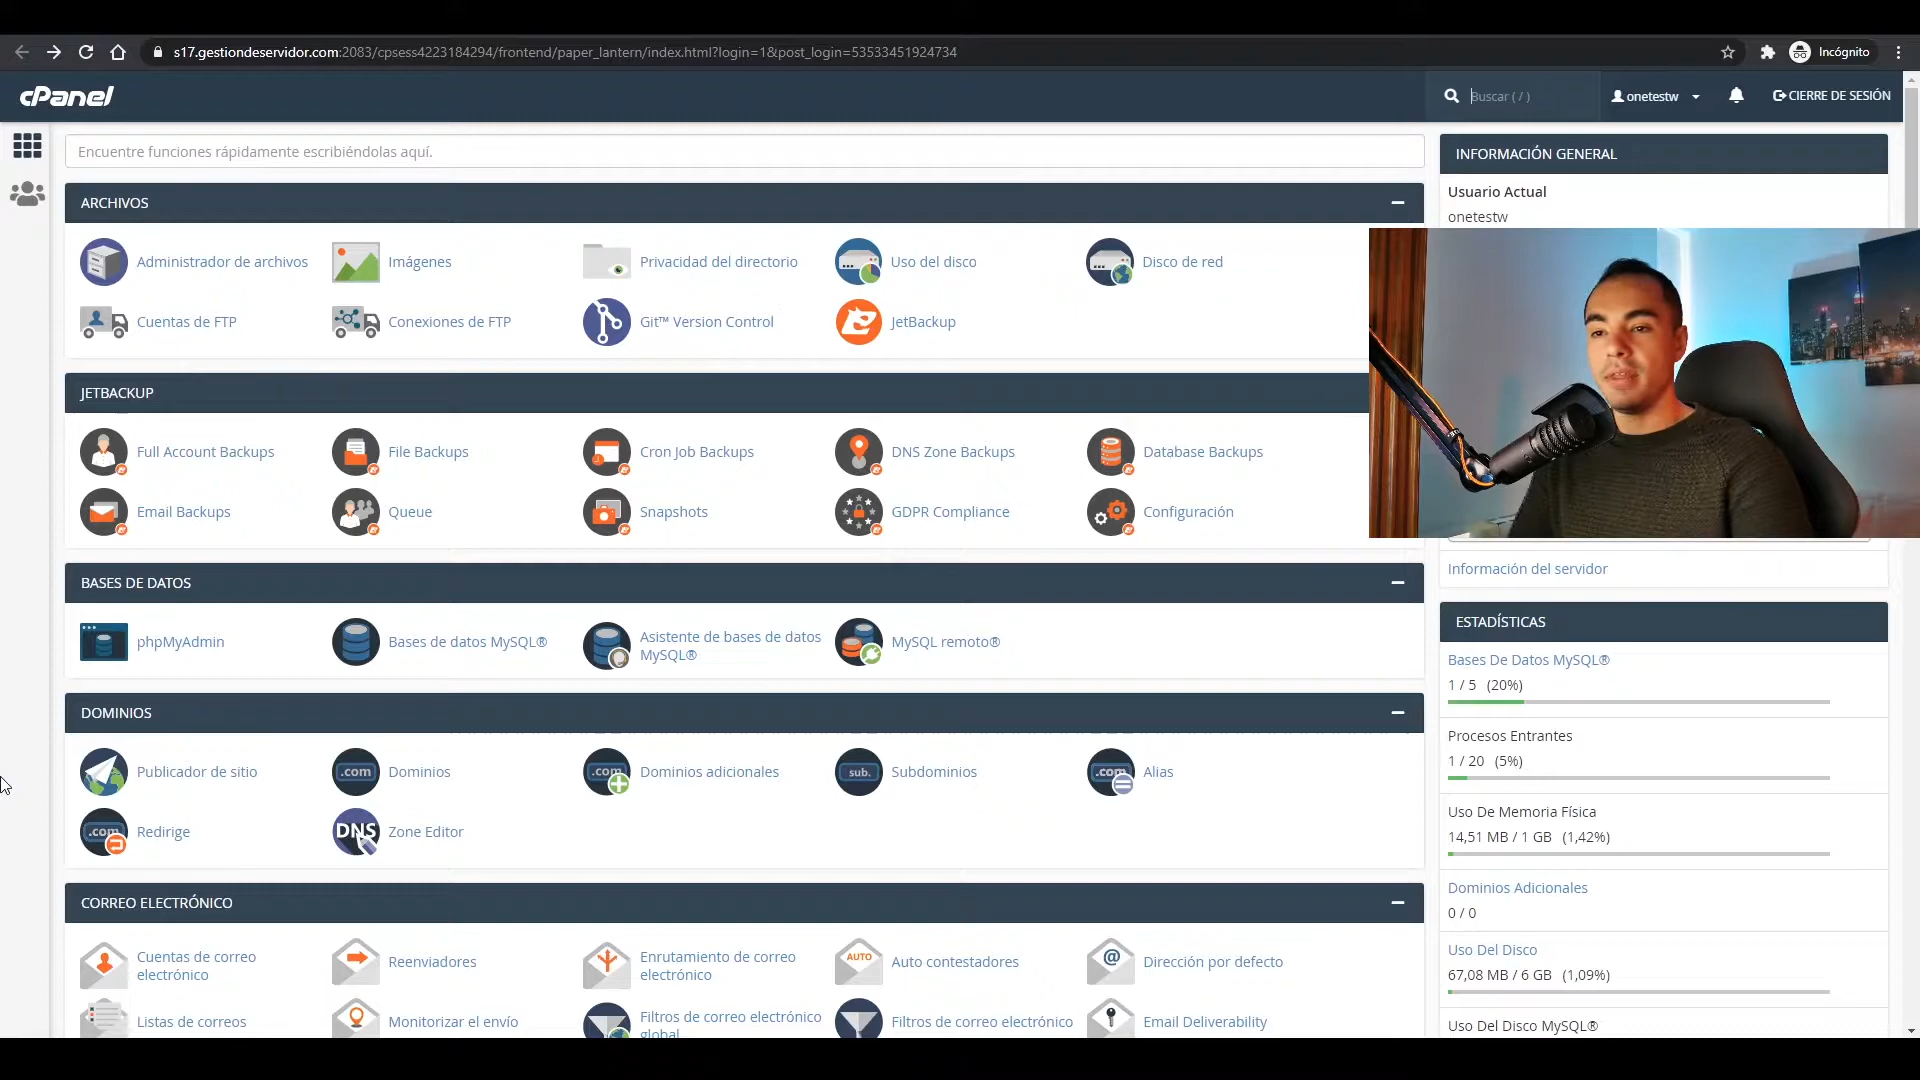 s17.gestiondeservidor.com:2083/cpsess4223184294/frontend/paper_lantern/index.html?login=1&post_login=53533451924734
Incógnito
cPanel
Buscar ( / )
onetestw
CIERRE DE SESIÓN
Encuentre funciones rápidamente escribiéndolas aquí.
ARCHIVOS
Administrador de archivos
Imágenes
Privacidad del directorio
Uso del disco
Disco de red
Cuentas de FTP
Conexiones de FTP
Git™ Version Control
JetBackup
JETBACKUP
Full Account Backups
File Backups
Cron Job Backups
DNS Zone Backups
Database Backups
Email Backups
Queue
Snapshots
GDPR Compliance
Configuración
BASES DE DATOS
phpMyAdmin
Bases de datos MySQL®
Asistente de bases de datos
MySQL®
MySQL remoto®
DOMINIOS
Publicador de sitio
.com
Dominios
.com
Dominios adicionales
sub.
Subdominios
.com
Alias
.com
Redirige
DNS
Zone Editor
CORREO ELECTRÓNICO
Cuentas de correo
electrónico
Reenviadores
Enrutamiento de correo
electrónico
AUTO
Auto contestadores
@
Dirección por defecto
Listas de correos
Monitorizar el envío
Filtros de correo electrónico
global
Filtros de correo electrónico
Email Deliverability
INFORMACIÓN GENERAL
Usuario Actual
onetestw
Información del servidor
ESTADÍSTICAS
Bases De Datos MySQL®
1 / 5 (20%)
Procesos Entrantes
1 / 20 (5%)
Uso De Memoria Física
14,51 MB / 1 GB (1,42%)
Dominios Adicionales
0 / 0
Uso Del Disco
67,08 MB / 6 GB (1,09%)
Uso Del Disco MySQL®